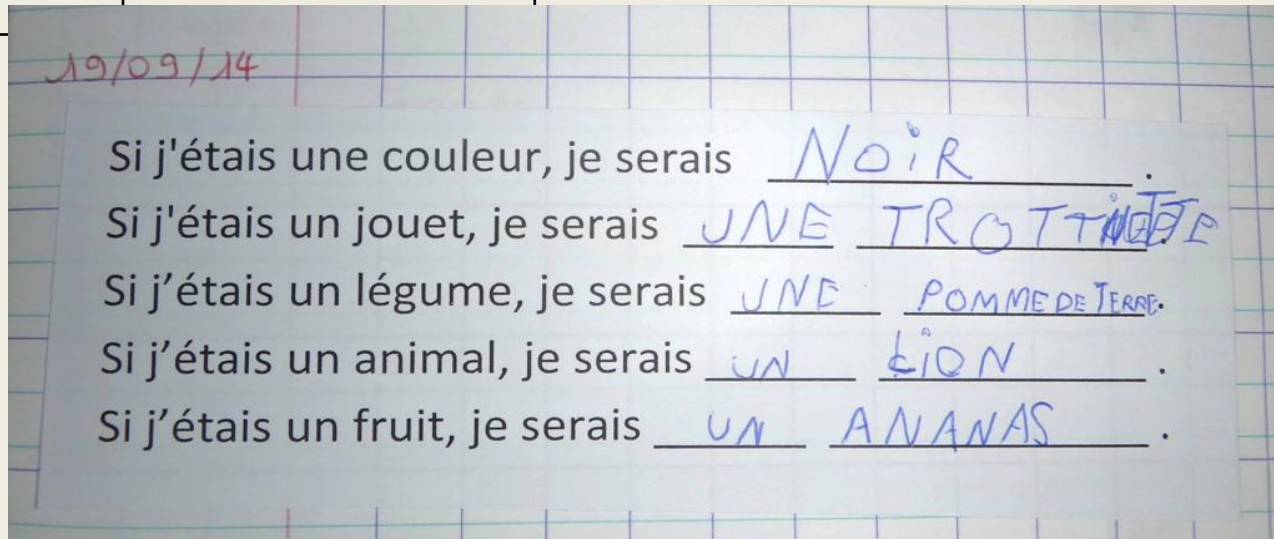 19/09/14
Si j'étais une couleur, je serais NOiR.
Si j'étais un jouet, je serais UNE TROTTINETTE.
Si j'étais un légume, je serais UNE POMME DE TERRE.
Si j'étais un animal, je serais UN LiON.
Si j'étais un fruit, je serais UN ANANAS.